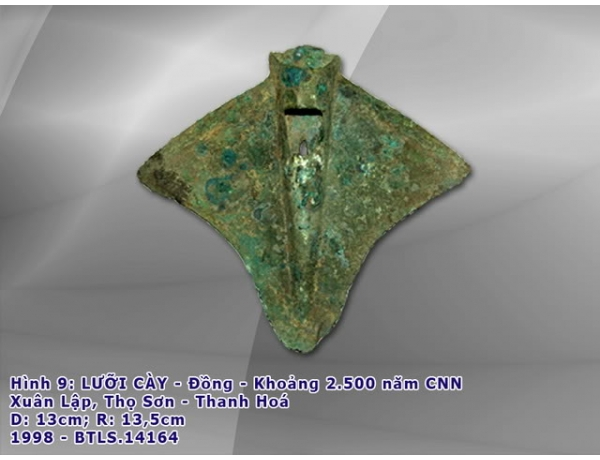 Hình 9: LƯỠI CÀY - Đồng - Khoảng 2.500 năm CNN
Xuân Lập, Thọ Sơn - Thanh Hoá
D: 13cm; R: 13,5cm
1998 - BTLS.14164